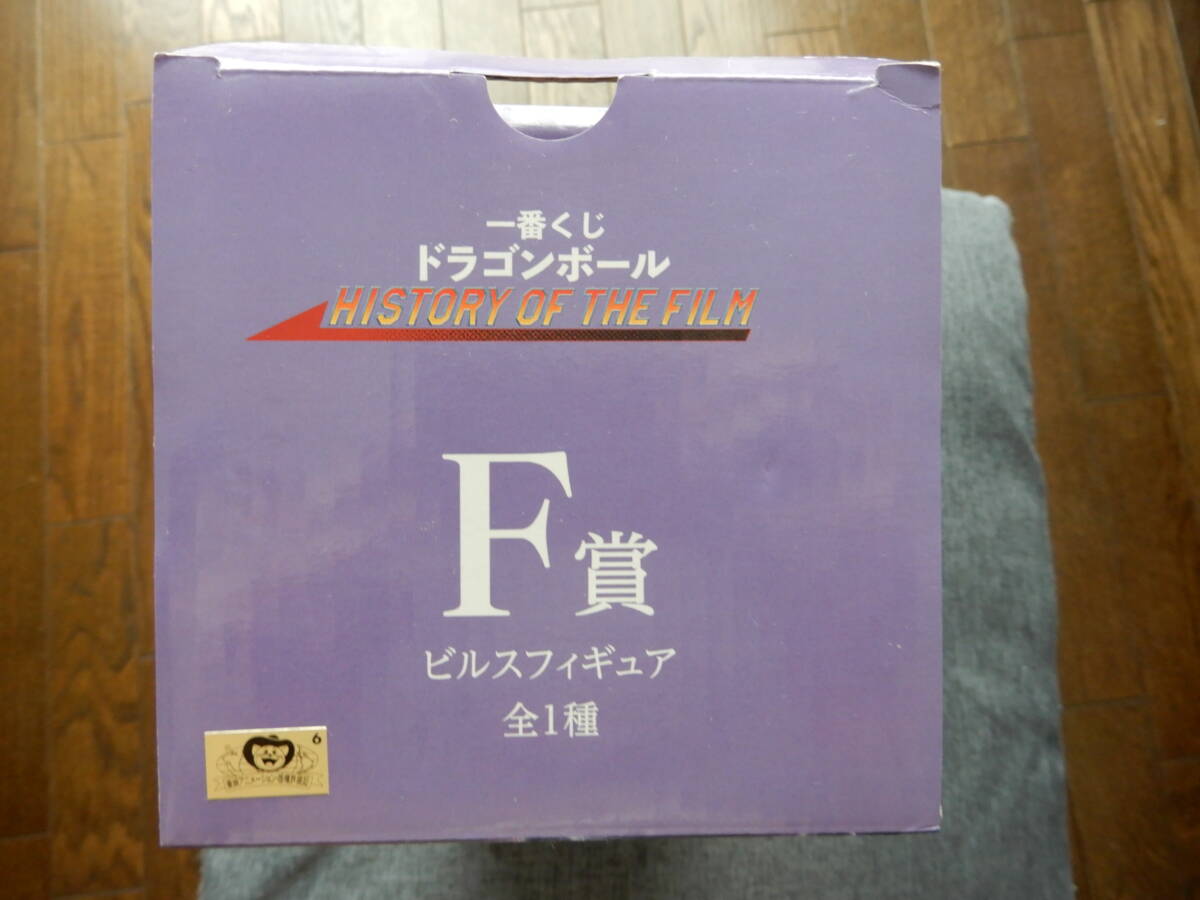 一番くじ
ドラゴンボール
HISTORY OF THE FILM
F賞
ビルスフィギュア
全1種
6